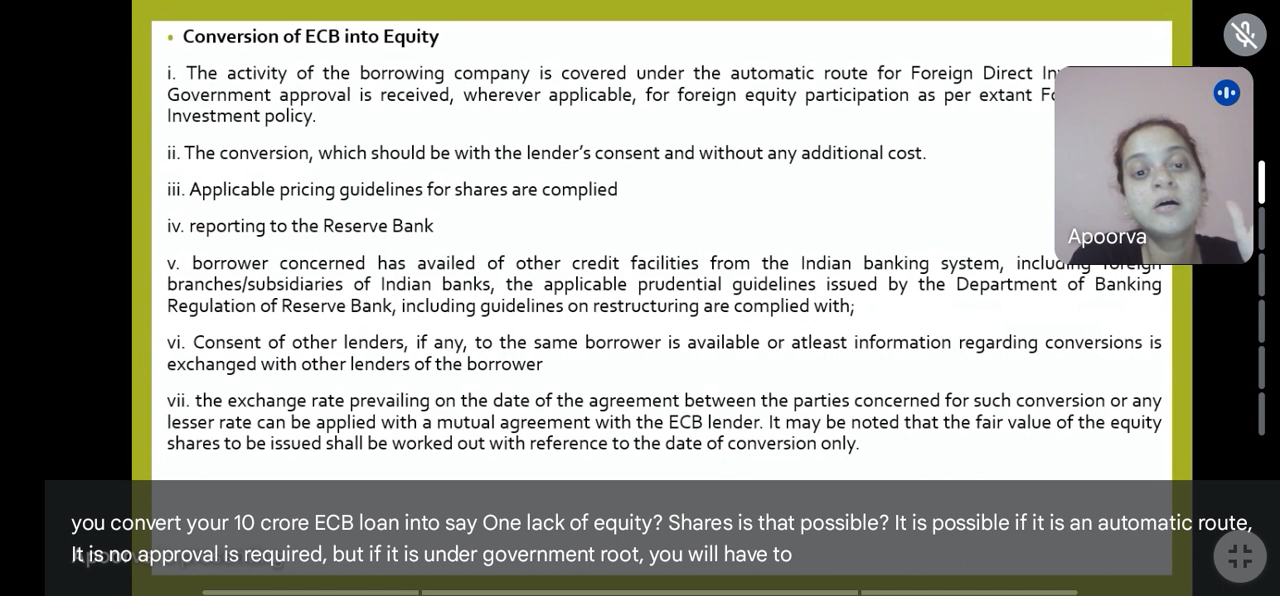 • Conversion of ECB into Equity
i. The activity of the borrowing company is covered under the automatic route for Foreign Direct
Government approval is received, wherever applicable, for foreign equity participation as per extant
Investment policy.
ii. The conversion, which should be with the lender's consent and without any additional cost.
iii. Applicable pricing guidelines for shares are complied
Apoorva
iv. reporting to the Reserve Bank
v. borrower concerned has availed of other credit facilities from the Indian banking system, including foreign
branches/subsidiaries of Indian banks, the applicable prudential guidelines issued by the Department of Banking
Regulation of Reserve Bank, including guidelines on restructuring are complied with;
vi. Consent of other lenders, if any, to the same borrower is available or atleast information regarding conversions is
exchanged with other lenders of the borrower
vii. the exchange rate prevailing on the date of the agreement between the parties concerned for such conversion or any
lesser rate can be applied with a mutual agreement with the ECB lender. It may be noted that the fair value of the equity
shares to be issued shall be worked out with reference to the date of conversion only.
you convert your 10 crore ECB loan into say One lack of equity? Shares is that possible? It is possible if it is an automatic route,
It is no approval is required, but if it is under government root, you will have to